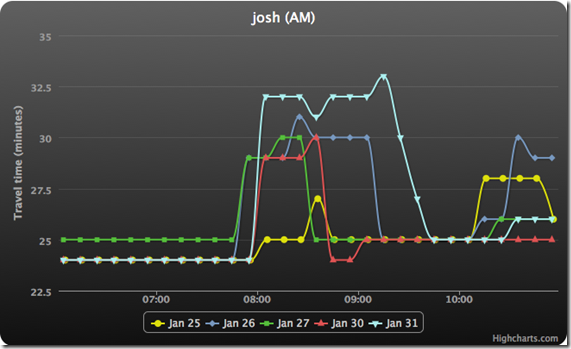 josh (AM)
35
32.5
30
27.5
25
22.5
Travel time (minutes)
07:00 08:00 09:00 10:00
Jan 25 Jan 26 Jan 27 Jan 30 Jan 31
Highcharts.com